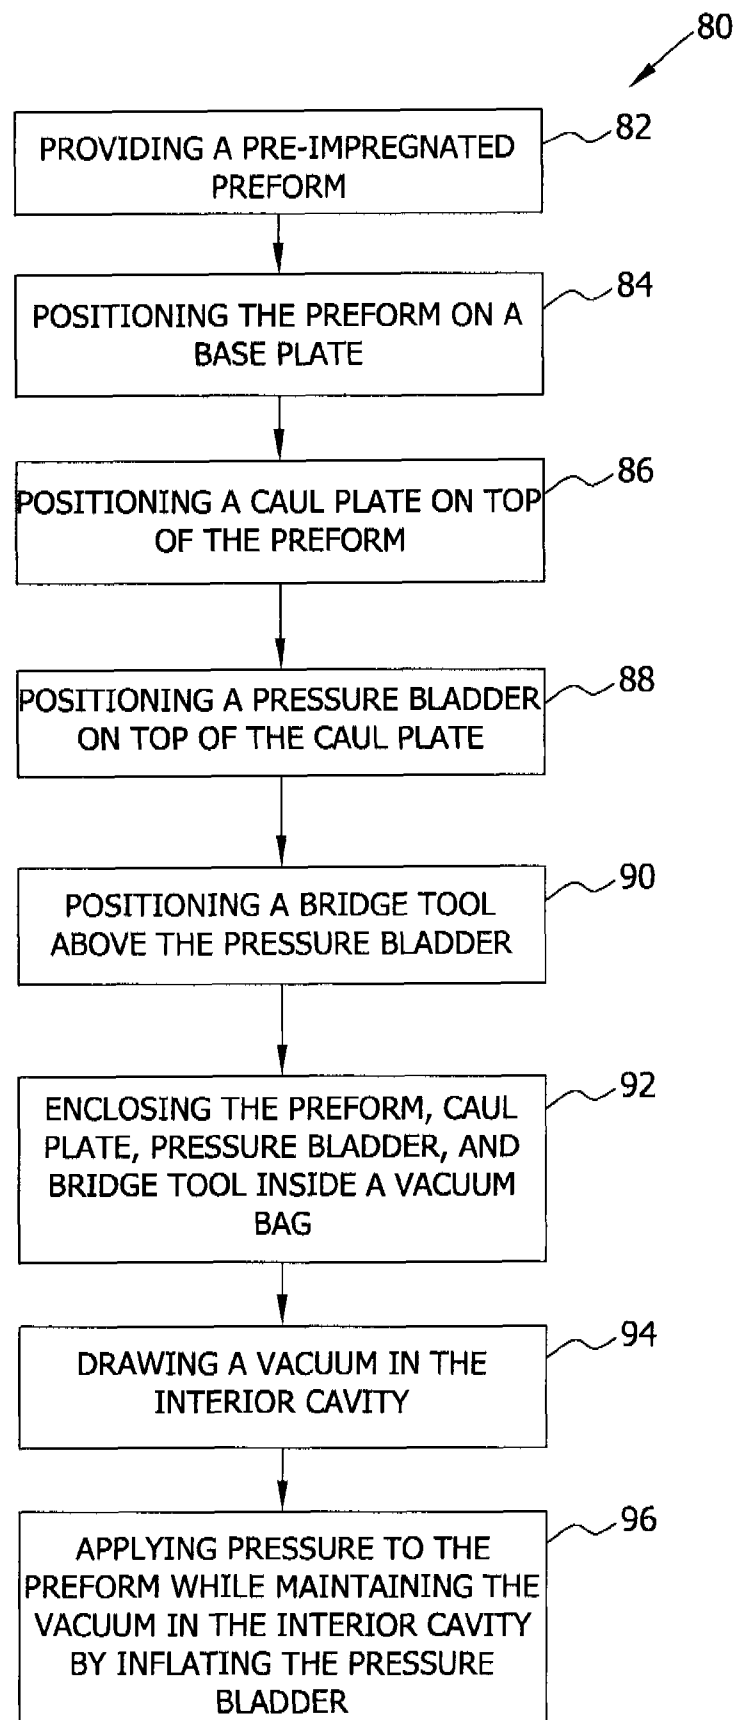 80
PROVIDING A PRE-IMPREGNATED
PREFORM
82
POSITIONING THE PREFORM ON A
BASE PLATE
84
POSITIONING A CAUL PLATE ON TOP
OF THE PREFORM
86
POSITIONING A PRESSURE BLADDER
ON TOP OF THE CAUL PLATE
88
POSITIONING A BRIDGE TOOL
ABOVE THE PRESSURE BLADDER
90
ENCLOSING THE PREFORM, CAUL
PLATE, PRESSURE BLADDER, AND
BRIDGE TOOL INSIDE A VACUUM
BAG
92
DRAWING A VACUUM IN THE
INTERIOR CAVITY
94
APPLYING PRESSURE TO THE
PREFORM WHILE MAINTAINING THE
VACUUM IN THE INTERIOR CAVITY
BY INFLATING THE PRESSURE
BLADDER
96